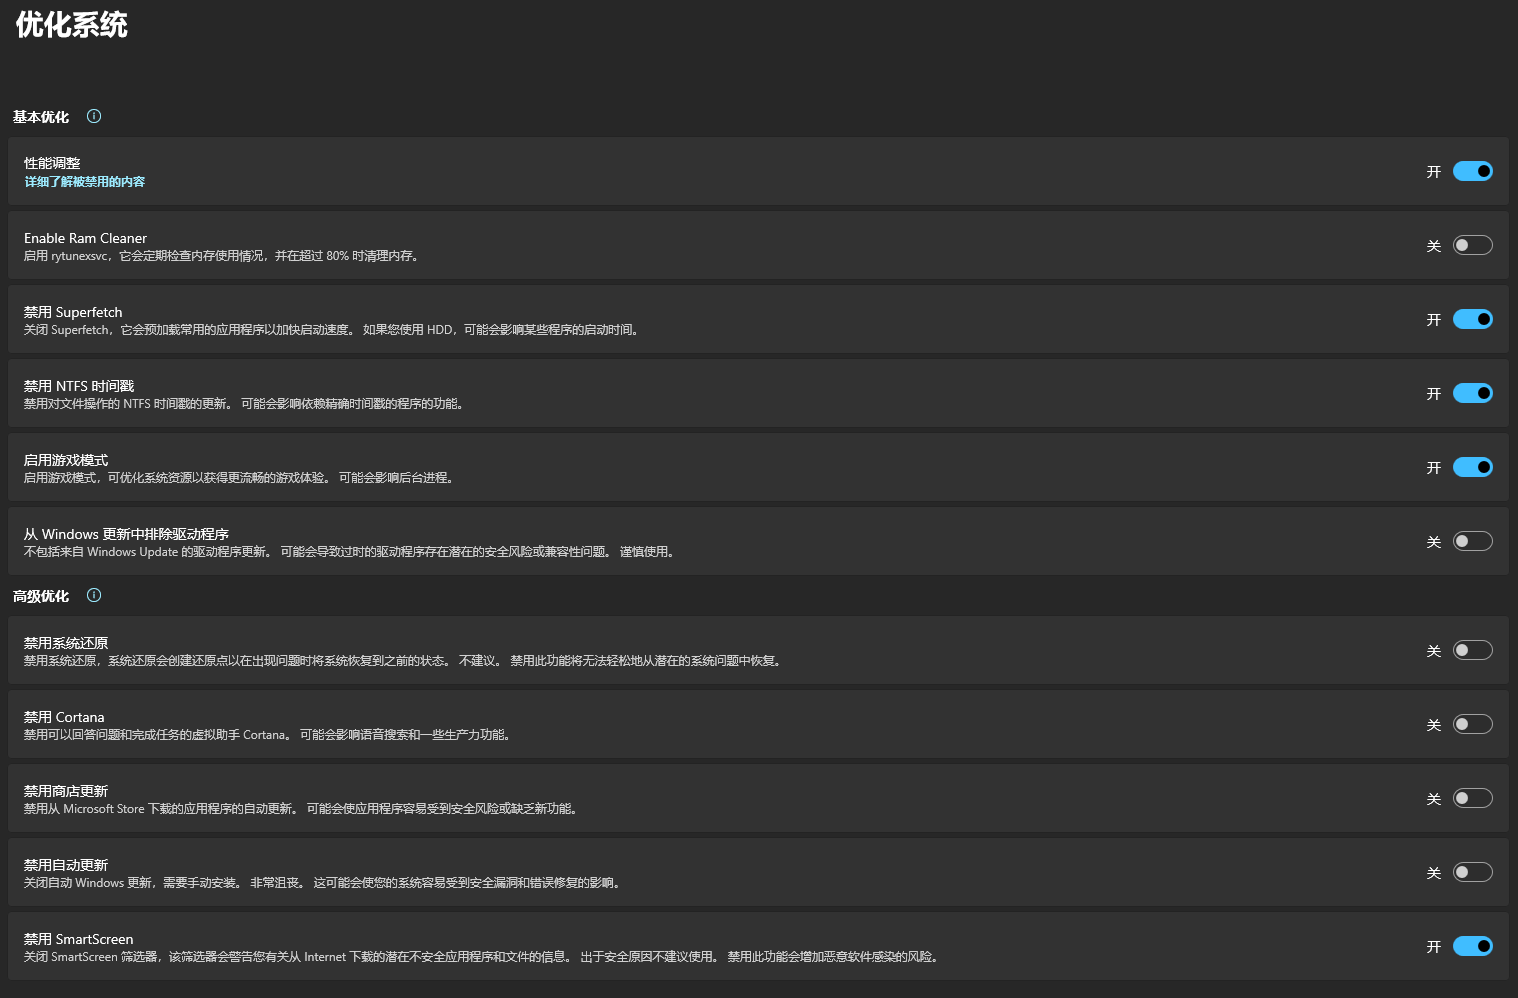 优化系统
基本优化
性能调整
详细了解被禁用的内容
开
Enable Ram Cleaner
启用 rytunexsvc，它会定期检查内存使用情况，并在超过 80% 时清理内存。
关
禁用 Superfetch
关闭 Superfetch，它会预加载常用的应用程序以加快启动速度。 如果您使用 HDD，可能会影响某些程序的启动时间。
开
禁用 NTFS 时间戳
禁用对文件操作的 NTFS 时间戳的更新。 可能会影响依赖精确时间戳的程序的功能。
开
启用游戏模式
启用游戏模式，可优化系统资源以获得更流畅的游戏体验。 可能会影响后台进程。
开
从 Windows 更新中排除驱动程序
不包括来自 Windows Update 的驱动程序更新。 可能会导致过时的驱动程序存在潜在的安全风险或兼容性问题。 谨慎使用。
关
高级优化
禁用系统还原
禁用系统还原，系统还原会创建还原点以在出现问题时将系统恢复到之前的状态。 不建议。 禁用此功能将无法轻松地从潜在的系统问题中恢复。
关
禁用 Cortana
禁用可以回答问题和完成任务的虚拟助手 Cortana。 可能会影响语音搜索和一些生产力功能。
关
禁用商店更新
禁用从 Microsoft Store 下载的应用程序的自动更新。 可能会使应用程序容易受到安全风险或缺乏新功能。
关
禁用自动更新
关闭自动 Windows 更新，需要手动安装。 非常沮丧。 这可能会使您的系统容易受到安全漏洞和错误修复的影响。
关
禁用 SmartScreen
关闭 SmartScreen 筛选器，该筛选器会警告您有关从 Internet 下载的潜在不安全应用程序和文件的信息。 出于安全原因不建议使用。 禁用此功能会增加恶意软件感染的风险。
开